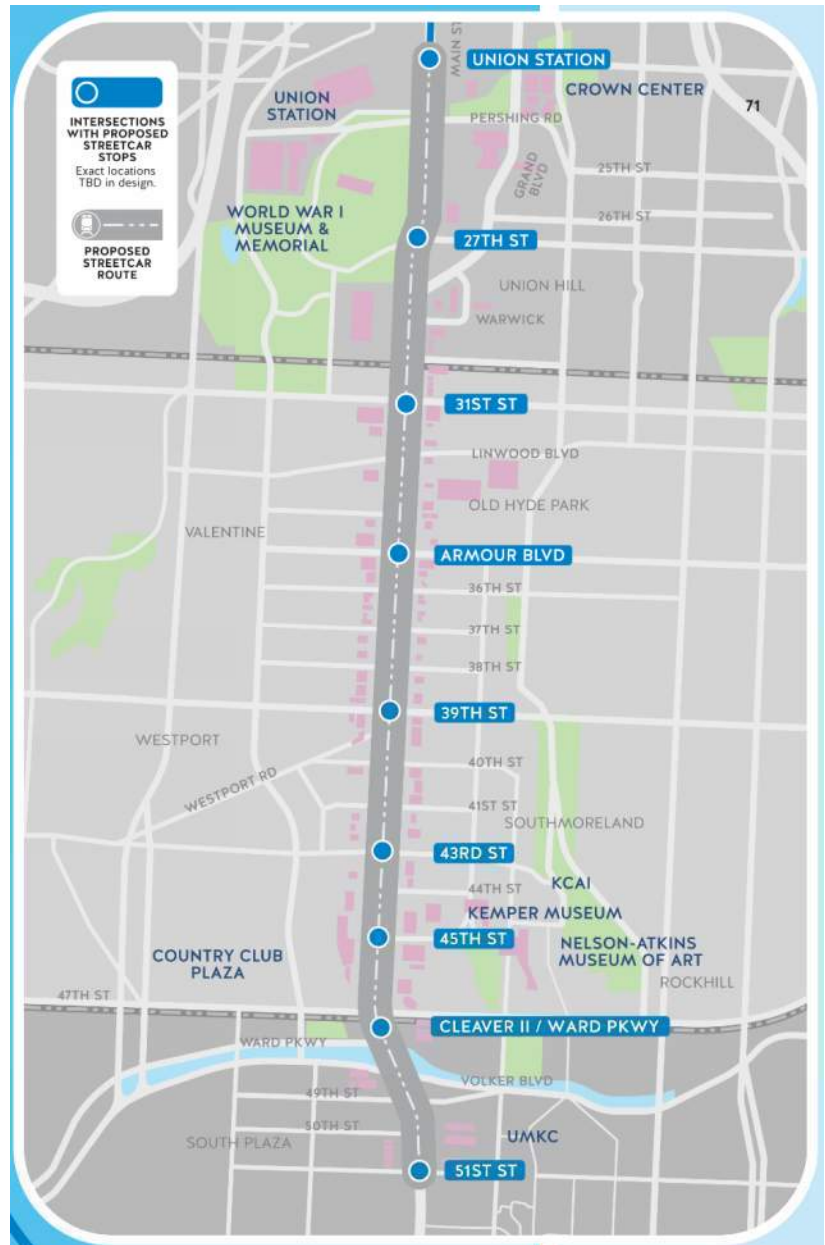 MAIN ST
UNION STATION
CROWN CENTER
71
UNION
STATION
INTERSECTIONS
WITH PROPOSED
STREETCAR
STOPS
Exact locations
TBD in design.
PROPOSED
STREETCAR
ROUTE
PERSHING RD
GRAND
BLVD
25TH ST
26TH ST
WORLD WAR I
MUSEUM &
MEMORIAL
27TH ST
UNION HILL
WARWICK
31ST ST
LINWOOD BLVD
OLD HYDE PARK
VALENTINE
ARMOUR BLVD
36TH ST
37TH ST
38TH ST
39TH ST
WESTPORT
40TH ST
WESTPORT RD
41ST ST
SOUTHMORELAND
43RD ST
44TH ST
KCAI
KEMPER MUSEUM
45TH ST
NELSON-ATKINS
MUSEUM OF ART
COUNTRY CLUB
PLAZA
ROCKHILL
47TH ST
CLEAVER II / WARD PKWY
WARD PKWY
VOLKER BLVD
49TH ST
50TH ST
SOUTH PLAZA
UMKC
51ST ST